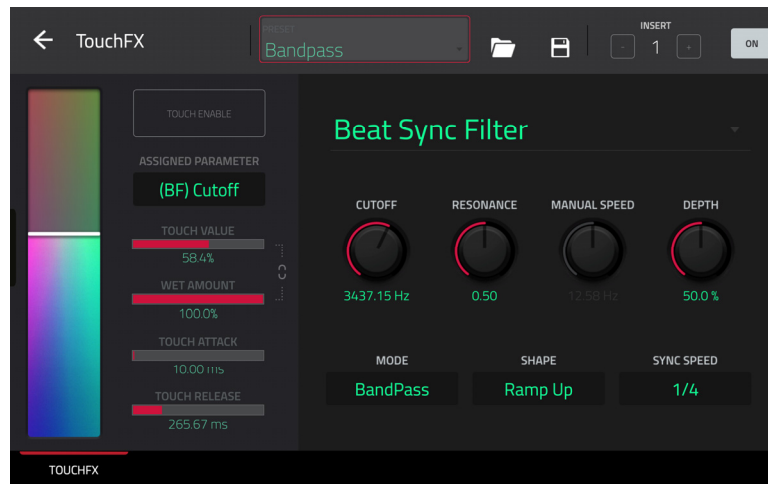 TouchFX
PRESET
Bandpass
INSERT
- 1 +
ON
TOUCH ENABLE
ASSIGNED PARAMETER
(BF) Cutoff
TOUCH VALUE
58.4%
WET AMOUNT
100.0%
TOUCH ATTACK
10.00 ms
TOUCH RELEASE
265.67 ms
Beat Sync Filter
CUTOFF RESONANCE MANUAL SPEED DEPTH
3437.15 Hz 0.50 12.58 Hz 50.0 %
MODE SHAPE SYNC SPEED
BandPass Ramp Up 1/4
TOUCHFX